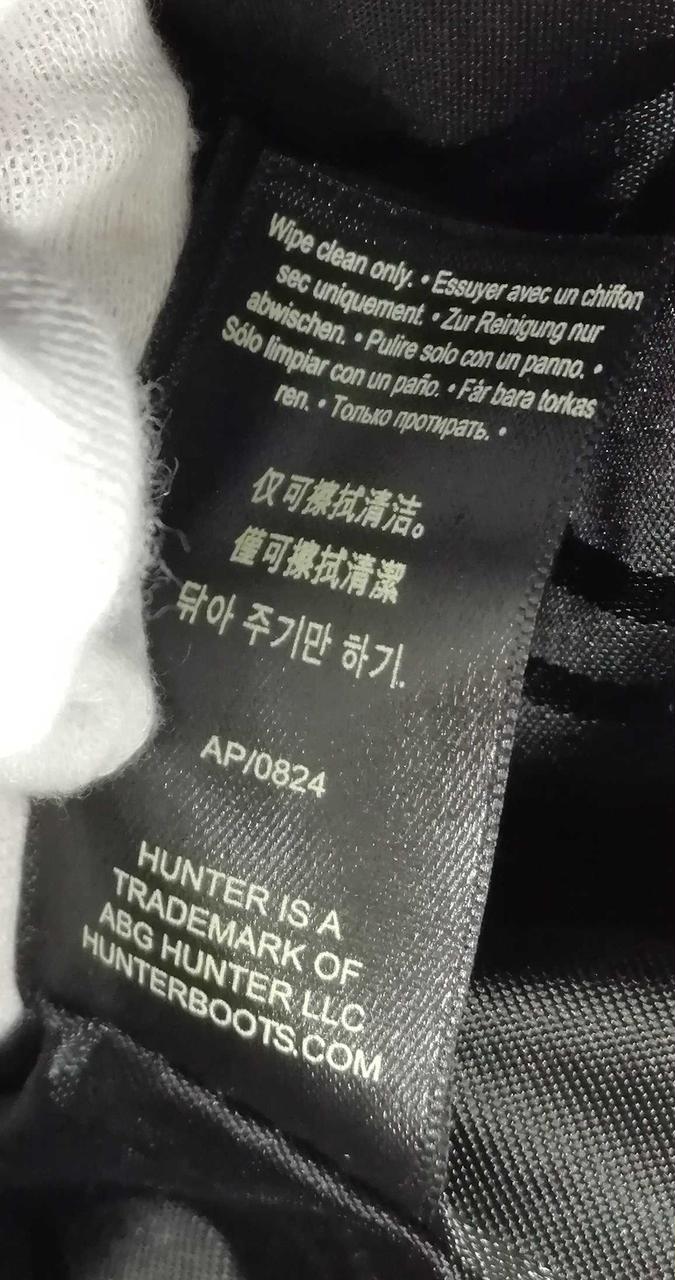 Wipe clean only. • Essuyer avec un chiffon
sec uniquement. • Zur Reinigung nur
abwischen. • Pulire solo con un panno. •
Sólo limpiar con un paño. • Får bara torkas
ren. • Только протирать. •
仅可擦拭清洁。
僅可擦拭清潔
닦아 주기만 하기.
AP/0824
HUNTER IS A
TRADEMARK OF
ABG HUNTER LLC
HUNTERBOOTS.COM